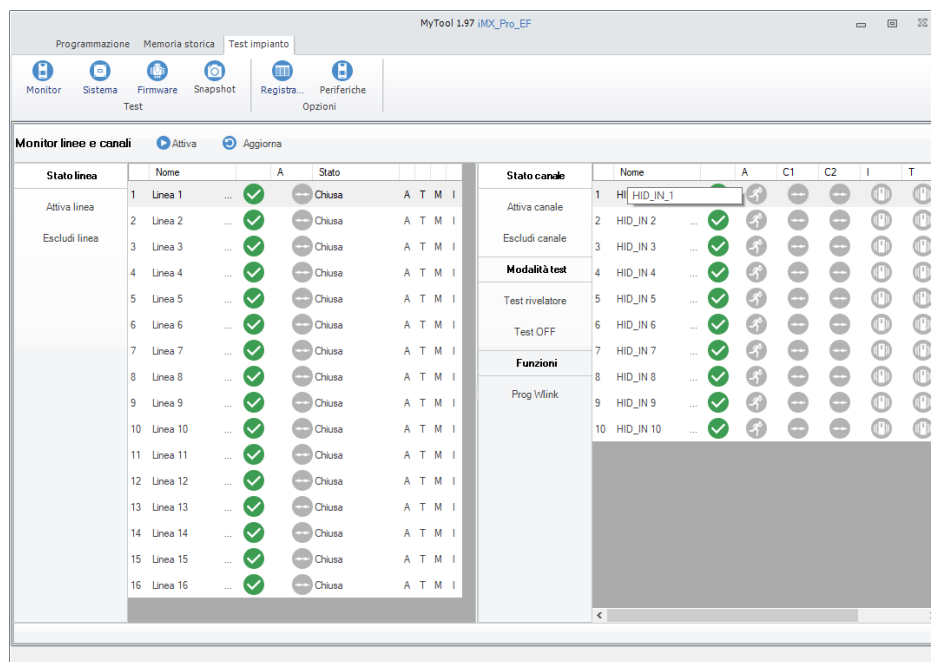 MyTool 1.97 iMX_Pro_EF
Programmazione Memoria storica Test impianto
Monitor Sistema Firmware Snapshot Registra... Periferiche
Test Opzioni
Monitor linee e canali Attiva Aggiorna
Stato linea
Attiva linea
Escludi linea
Nome A Stato
1 Linea 1 ... Chiusa A T M I
2 Linea 2 ... Chiusa A T M I
3 Linea 3 ... Chiusa A T M I
4 Linea 4 ... Chiusa A T M I
5 Linea 5 ... Chiusa A T M I
6 Linea 6 ... Chiusa A T M I
7 Linea 7 ... Chiusa A T M I
8 Linea 8 ... Chiusa A T M I
9 Linea 9 ... Chiusa A T M I
10 Linea 10 ... Chiusa A T M I
11 Linea 11 ... Chiusa A T M I
12 Linea 12 ... Chiusa A T M I
13 Linea 13 ... Chiusa A T M I
14 Linea 14 ... Chiusa A T M I
15 Linea 15 ... Chiusa A T M I
16 Linea 16 ... Chiusa A T M I
Stato canale
Attiva canale
Escludi canale
Modalità test
Test rivelatore
Test OFF
Funzioni
Prog Wlink
Nome A C1 C2 I T
1 HI HID_IN_1
2 HID_IN 2 ...
3 HID_IN 3 ...
4 HID_IN 4 ...
5 HID_IN 5 ...
6 HID_IN 6 ...
7 HID_IN 7 ...
8 HID_IN 8 ...
9 HID_IN 9 ...
10 HID_IN 10 ...